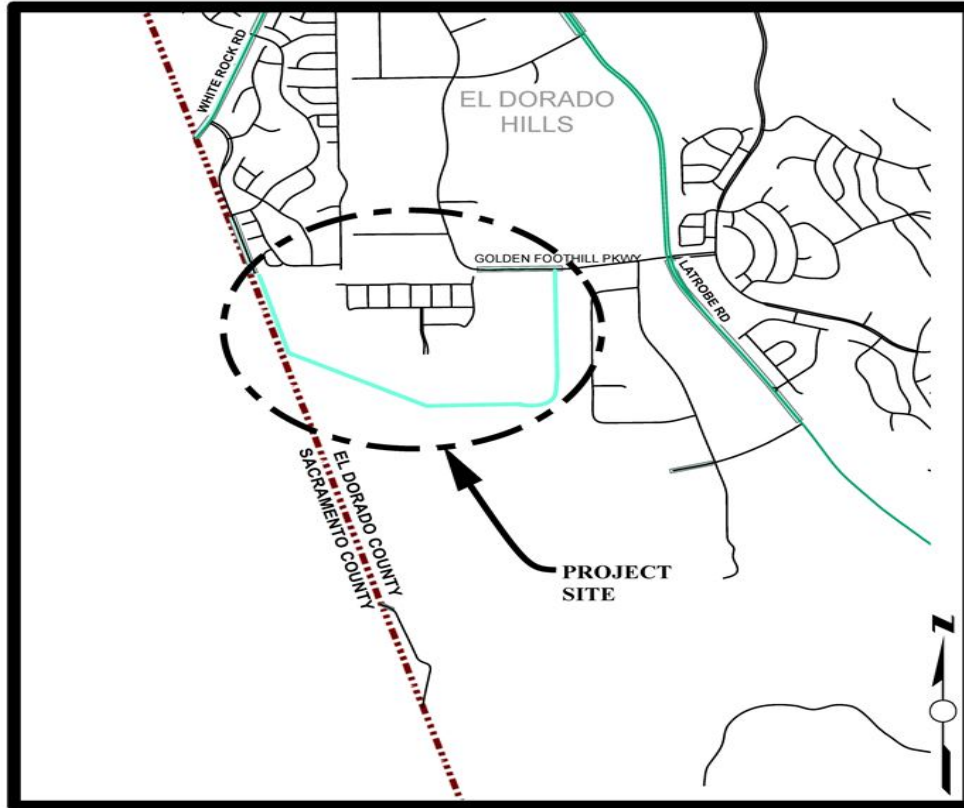 WHITE ROCK RD
EL DORADO
HILLS
GOLDEN FOOTHILL PKWY
LATROBE RD
EL DORADO COUNTY
SACRAMENTO COUNTY
PROJECT
SITE
N